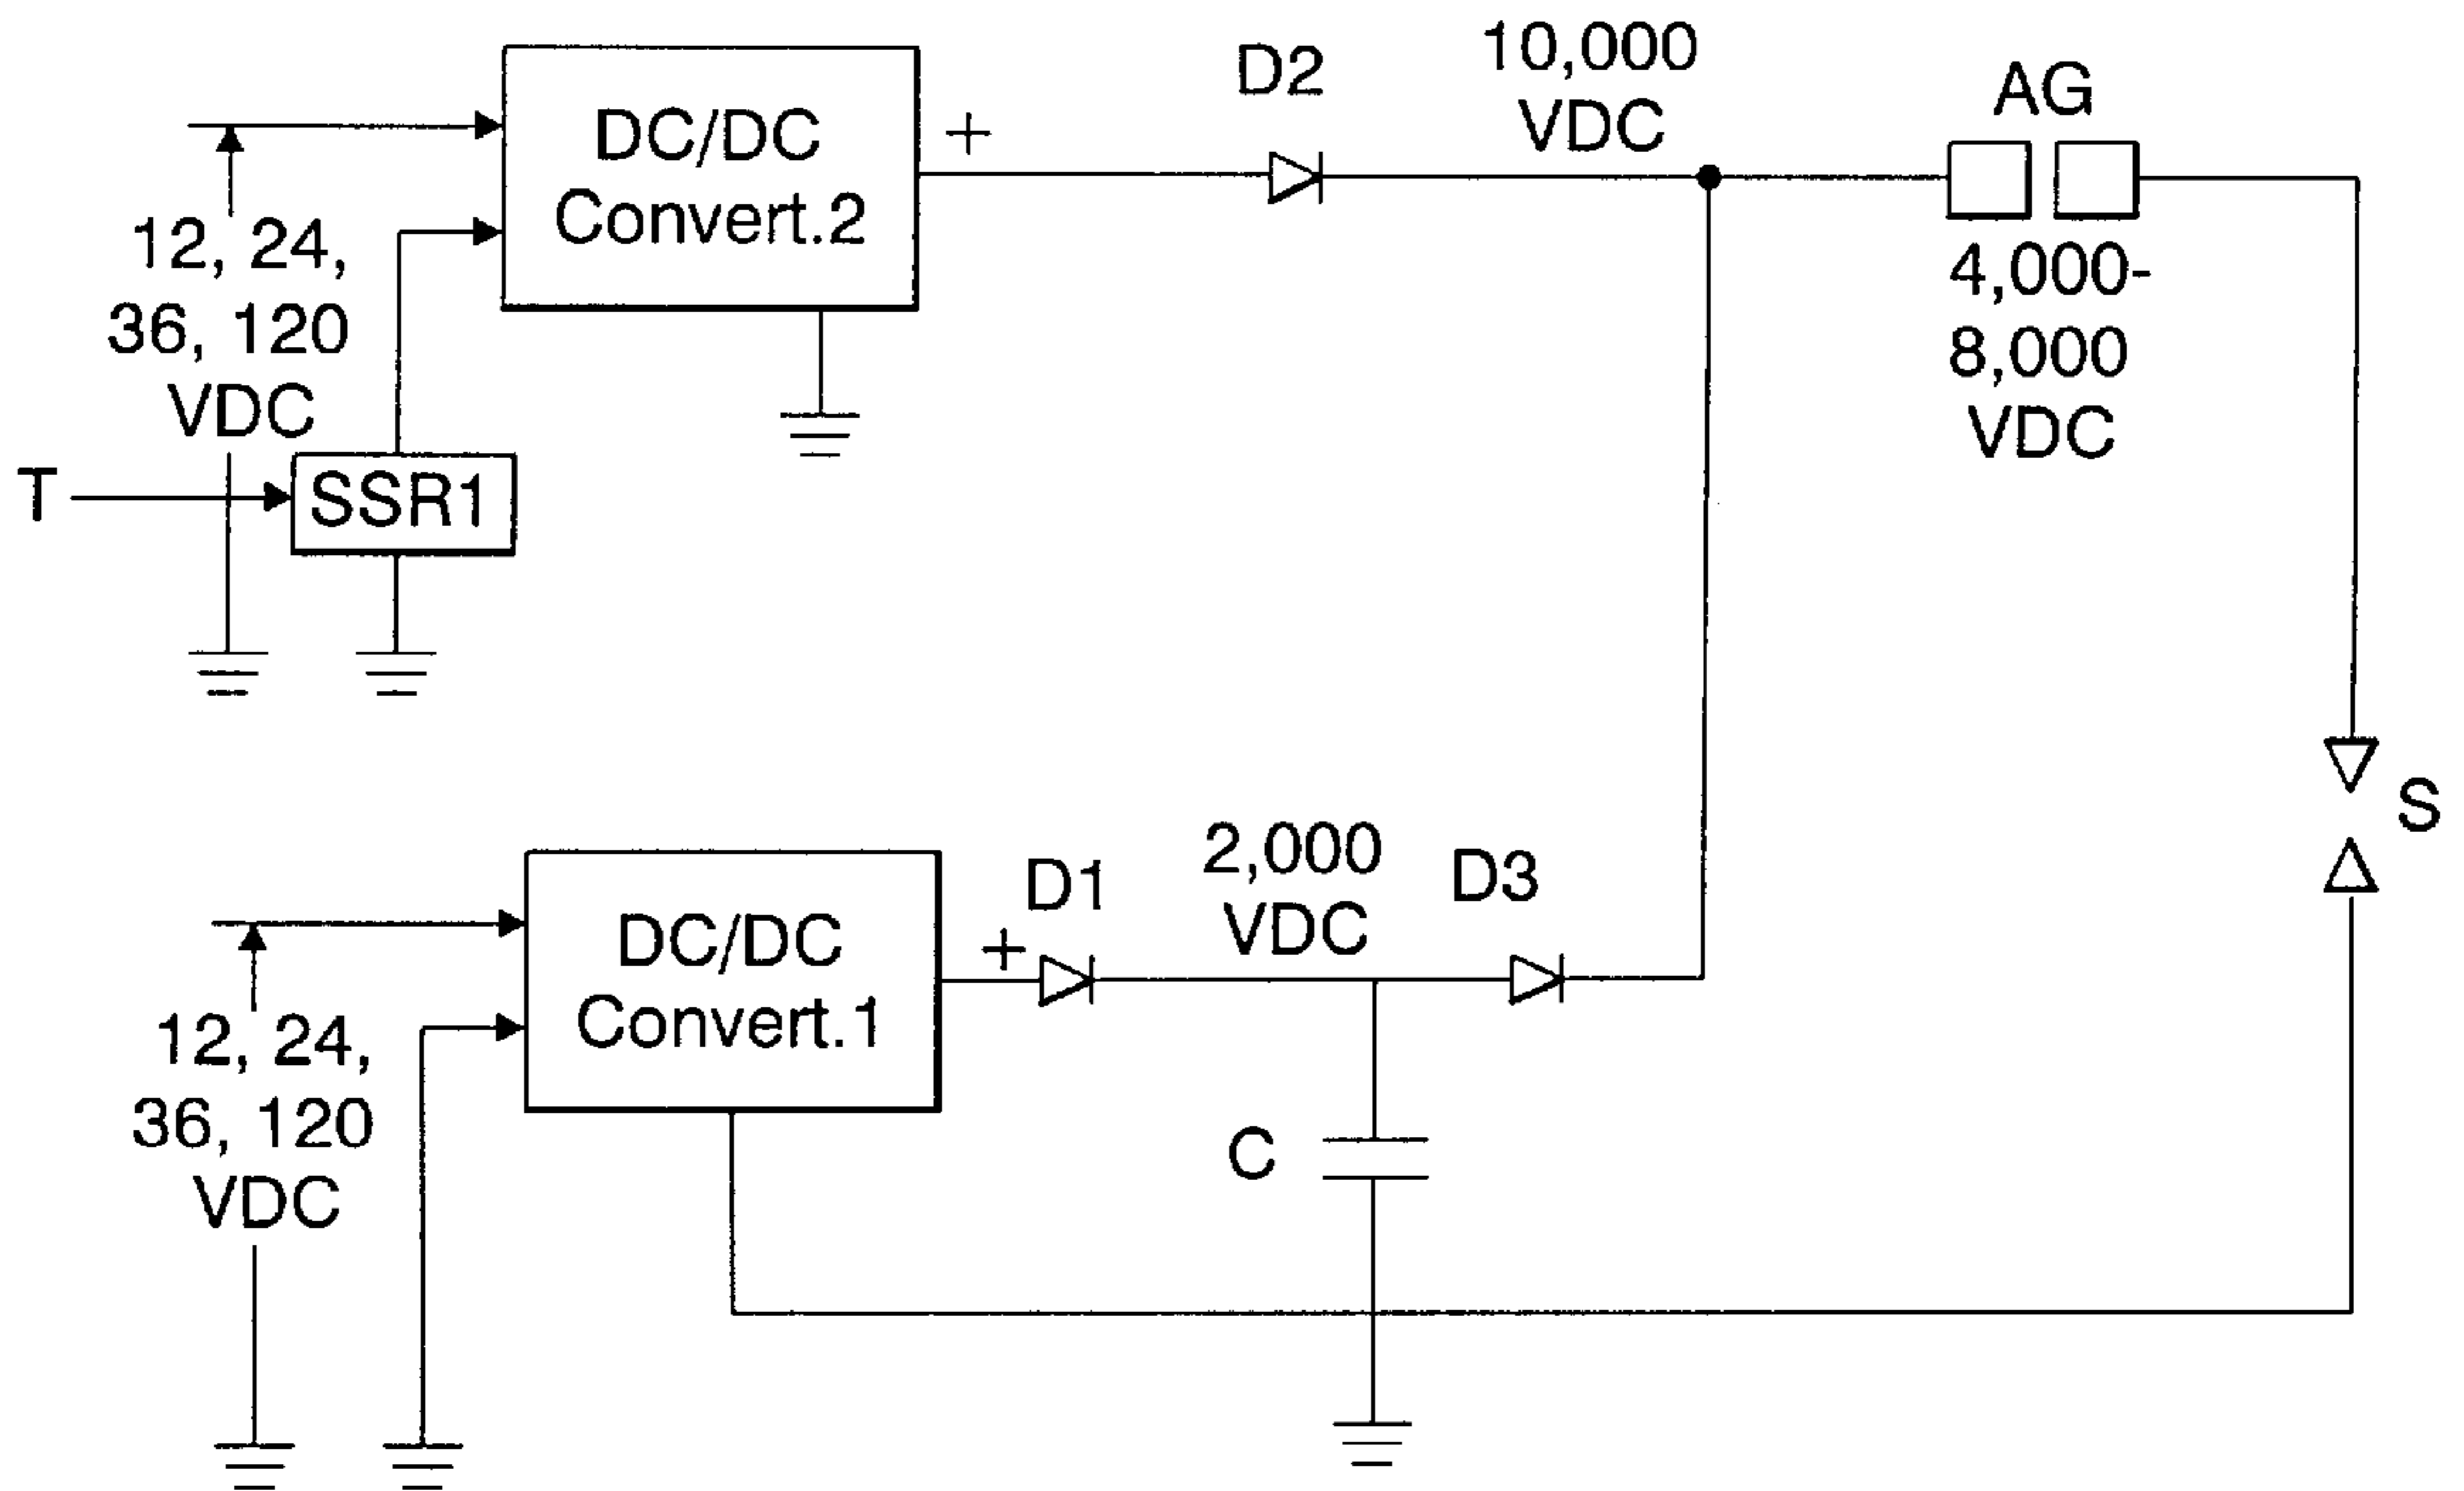 10,000
VDC
D2
AG
DC/DC
Convert.2
+
12, 24,
36, 120
VDC
4,000-
8,000
VDC
T
SSR1
S
2,000
VDC
D1
D3
DC/DC
Convert.1
+
12, 24,
36, 120
VDC
C